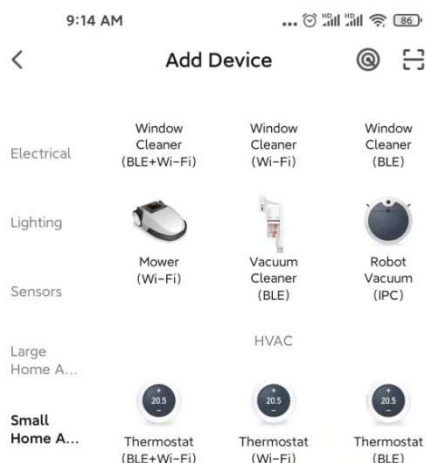 9:14 AM
86
Add Device
Window Cleaner (BLE+Wi-Fi)
Window Cleaner (Wi-Fi)
Window Cleaner (BLE)
Electrical
Lighting
Mower (Wi-Fi)
Vacuum Cleaner (BLE)
Robot Vacuum (IPC)
Sensors
HVAC
Large Home A...
20.5
20.5
20.5
Small Home A...
Thermostat (BLE+Wi-Fi)
Thermostat (Wi-Fi)
Thermostat (BLE)